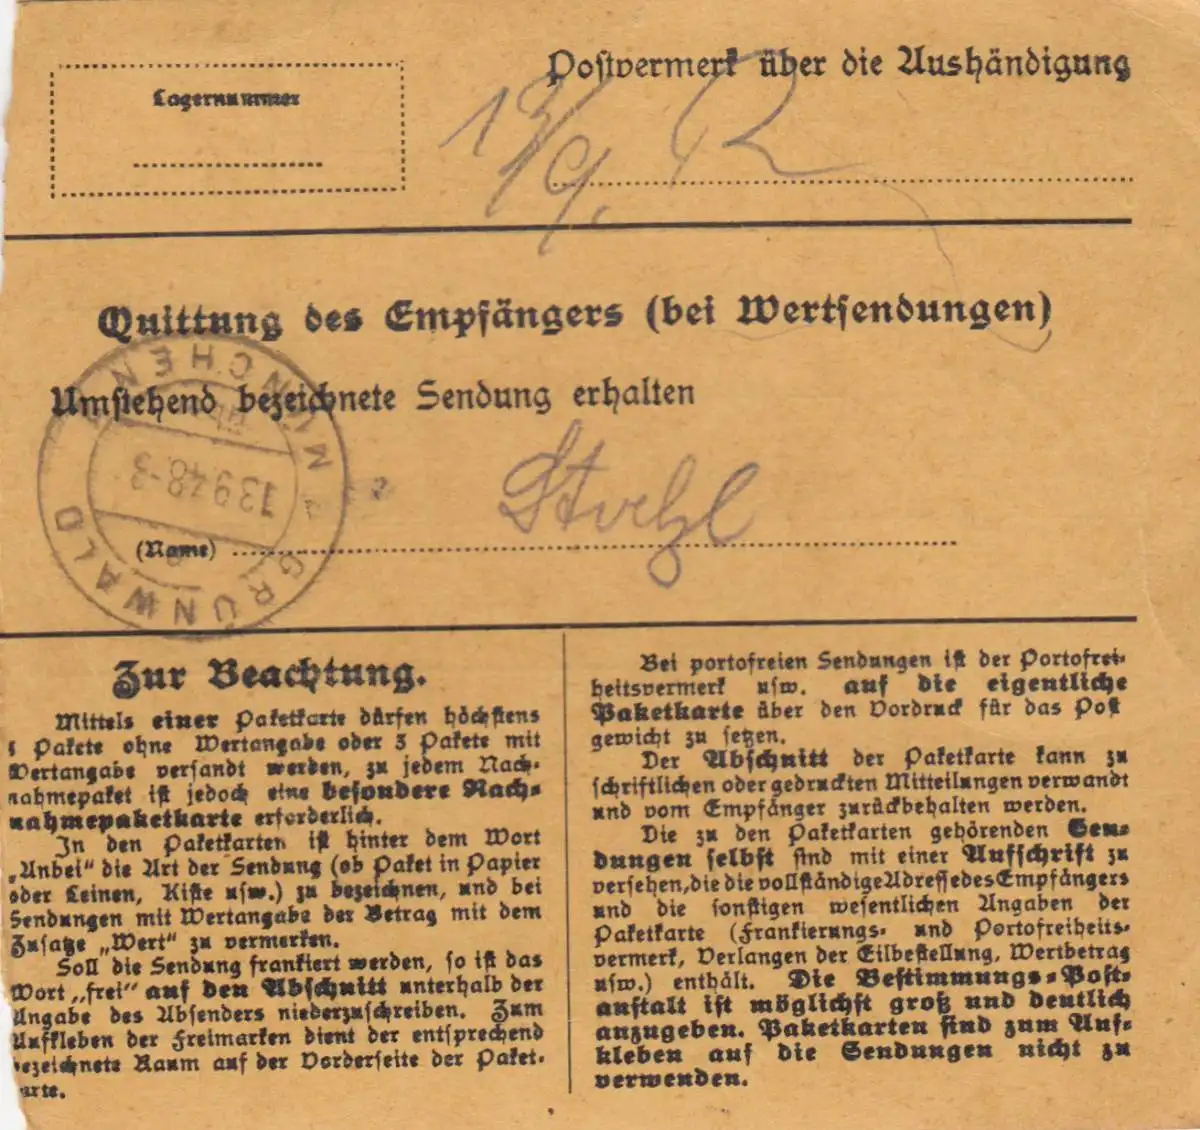 Lagernummer
Postvermerk über die Aushändigung
13/9.
Quittung des Empfängers (bei Wertsendungen)
Umstehend bezeichnete Sendung erhalten
MÜNCHEN
13.9.48.-3
GRÜNWALD
(Name)
Zur Beachtung.
Mittels einer Paketkarte dürfen höchstens
Pakete ohne Wertangabe oder 3 Pakete mit
Wertangabe versandt werden, zu jedem Nach-
nahmepaket ist jedoch eine besondere Nach-
nahmepaketkarte erforderlich.
In den Paketkarten ist hinter dem Wort
„Anbei“ die Art der Sendung (ob Paket in Papier
oder Leinen, Kiste usw.) zu bezeichnen, und bei
Sendungen mit Wertangabe der Betrag mit dem
Zusatze „Wert“ zu vermerken.
Soll die Sendung frankiert werden, so ist das
Wort „frei“ auf den Abschnitt unterhalb der
Angabe des Absenders niederzuschreiben. Zum
Aufkleben der Freimarken dient der entsprechend
bezeichnete Raum auf der Vorderseite der Paket-
arte.
Bei portofreien Sendungen ist der Portofrei-
heitsvermerk usw. auf die eigentliche
Paketkarte über den Vordruck für das Post
gewicht zu setzen.
Der Abschnitt der Paketkarte kann zu
schriftlichen oder gedruckten Mitteilungen verwandt
und vom Empfänger zurückbehalten werden.
Die zu den Paketkarten gehörenden Sen-
dungen selbst sind mit einer Aufschrift zu
versehen, die die vollständige Adresse des Empfängers
und die sonstigen wesentlichen Angaben der
Paketkarte (Frankierungs- und Portofreiheits-
vermerk, Verlangen der Eilbestellung, Wertbetrag
usw.) enthält. Die Bestimmungs-Post-
anstalt ist möglichst groß und deutlich
anzugeben. Paketkarten sind zum Auf-
kleben auf die Sendungen nicht zu
verwenden.